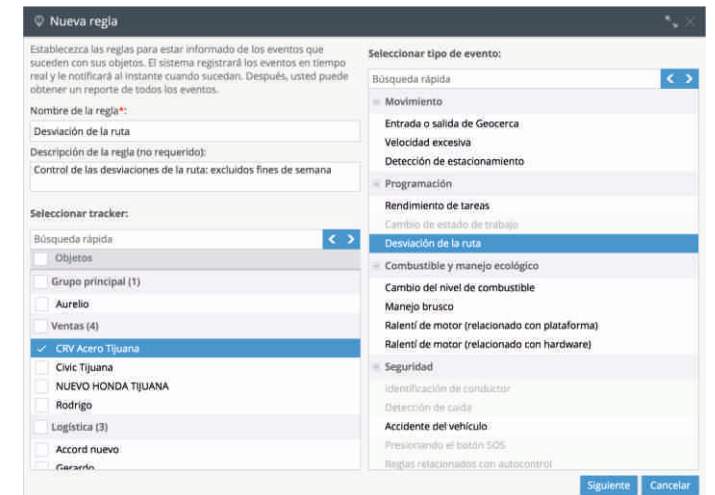 Nueva regla
Establecezca las reglas para estar informado de los eventos que
suceden con sus objetos. El sistema registrará los eventos en tiempo
real y le notificará al instante cuando sucedan. Después, usted puede
obtener un reporte de todos los eventos.
Nombre de la regla*:
Desviación de la ruta
Descripción de la regla (no requerido):
Control de las desviaciones de la ruta: excluidos fines de semana
Seleccionar tracker:
Búsqueda rápida
Objetos
Grupo principal (1)
Aurelio
Ventas (4)
CRV Acero Tijuana
Civic Tijuana
NUEVO HONDA TIJUANA
Rodrigo
Logística (3)
Accord nuevo
Gerardo
Seleccionar tipo de evento:
Búsqueda rápida
Movimiento
Entrada o salida de Geocerca
Velocidad excesiva
Detección de estacionamiento
Programación
Rendimiento de tareas
Cambio de estado de trabajo
Desviación de la ruta
Combustible y manejo ecológico
Cambio del nivel de combustible
Manejo brusco
Ralentí de motor (relacionado con plataforma)
Ralentí de motor (relacionado con hardware)
Seguridad
Identificación de conductor
Detección de caída
Accidente del vehículo
Presionando el botón SOS
Reglas relacionados con autocontrol
Siguiente
Cancelar